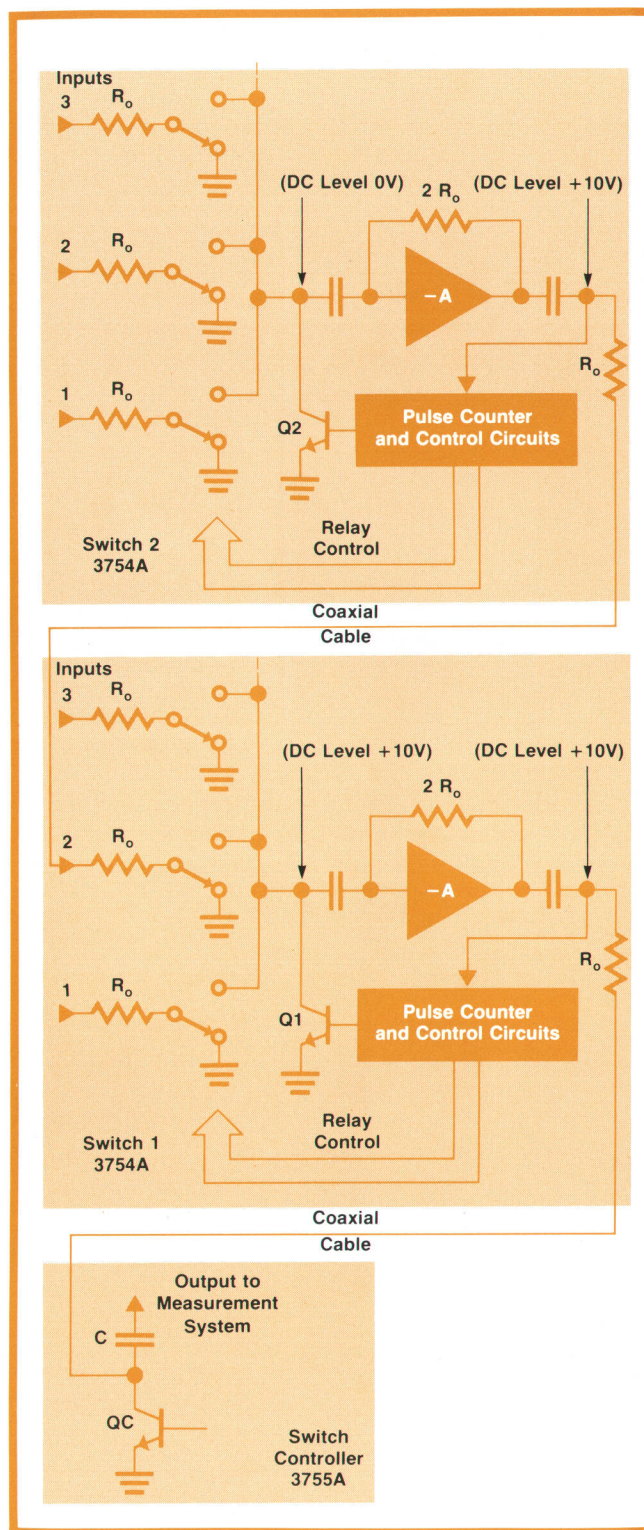 Inputs
3
Rₒ
(DC Level 0V)
(DC Level +10V)
2 Rₒ
2
Rₒ
–A
Rₒ
1
Rₒ
Q2
Pulse Counter
and Control Circuits
Switch 2
3754A
Relay
Control
Coaxial
Cable
Inputs
3
Rₒ
(DC Level +10V)
(DC Level +10V)
2 Rₒ
2
Rₒ
–A
Rₒ
1
Rₒ
Q1
Pulse Counter
and Control Circuits
Switch 1
3754A
Relay
Control
Coaxial
Cable
Output to
Measurement
System
C
QC
Switch
Controller
3755A